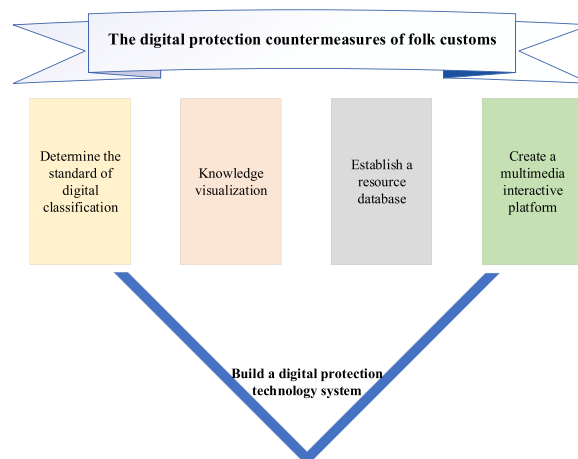 The digital protection countermeasures of folk customs
Determine the
standard of
digital
classification
Knowledge
visualization
Establish a
resource
database
Create a
multimedia
interactive
platform
Build a digital protection
technology system